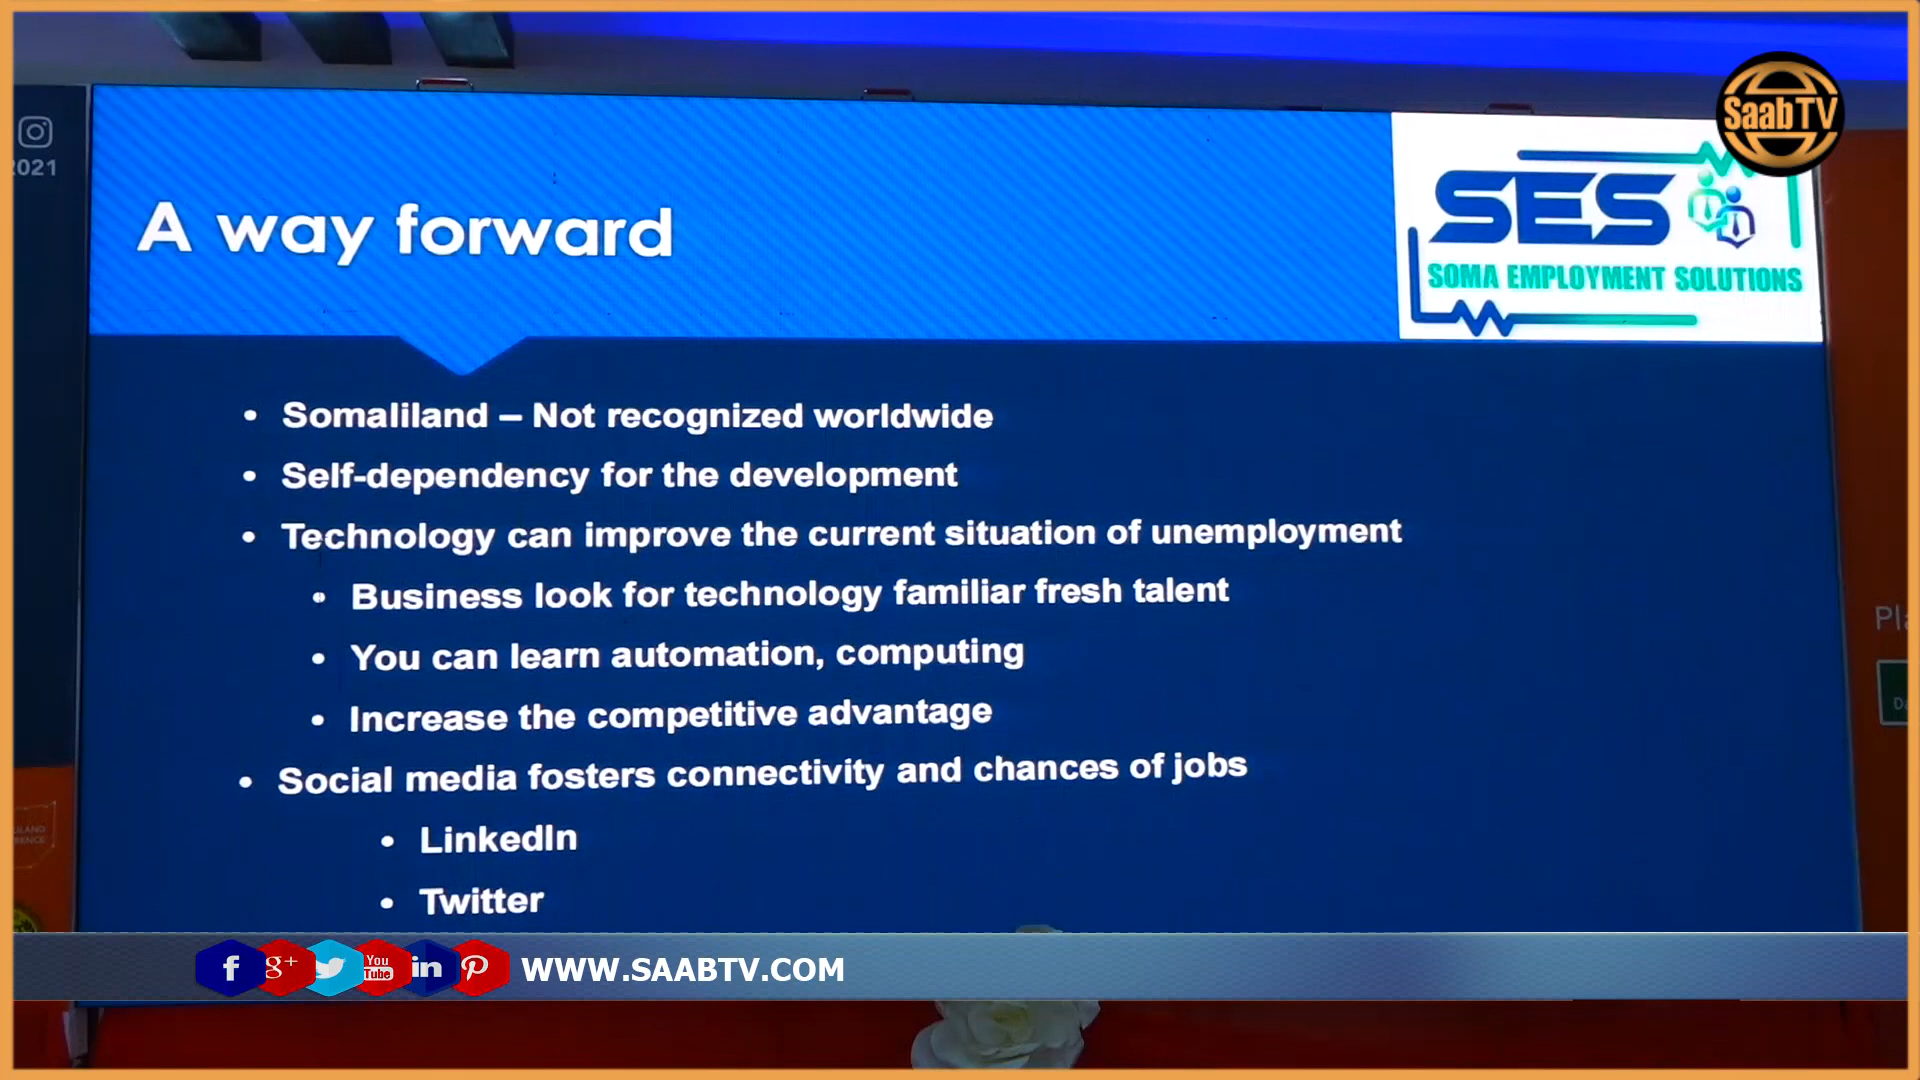 2021
SaabTV
SES
SOMA EMPLOYMENT SOLUTIONS
A way forward
• Somaliland – Not recognized worldwide
• Self-dependency for the development
• Technology can improve the current situation of unemployment
• Business look for technology familiar fresh talent
• You can learn automation, computing
• Increase the competitive advantage
• Social media fosters connectivity and chances of jobs
• LinkedIn
• Twitter
f g+ You Tube in
WWW.SAABTV.COM